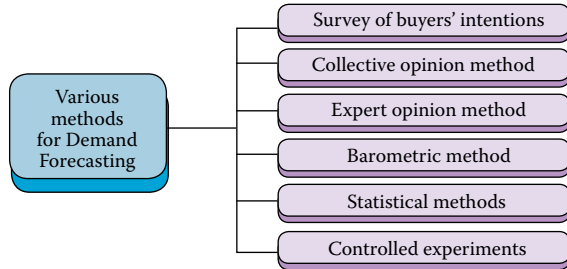 Various
methods
for Demand
Forecasting
Survey of buyers’ intentions
Collective opinion method
Expert opinion method
Barometric method
Statistical methods
Controlled experiments